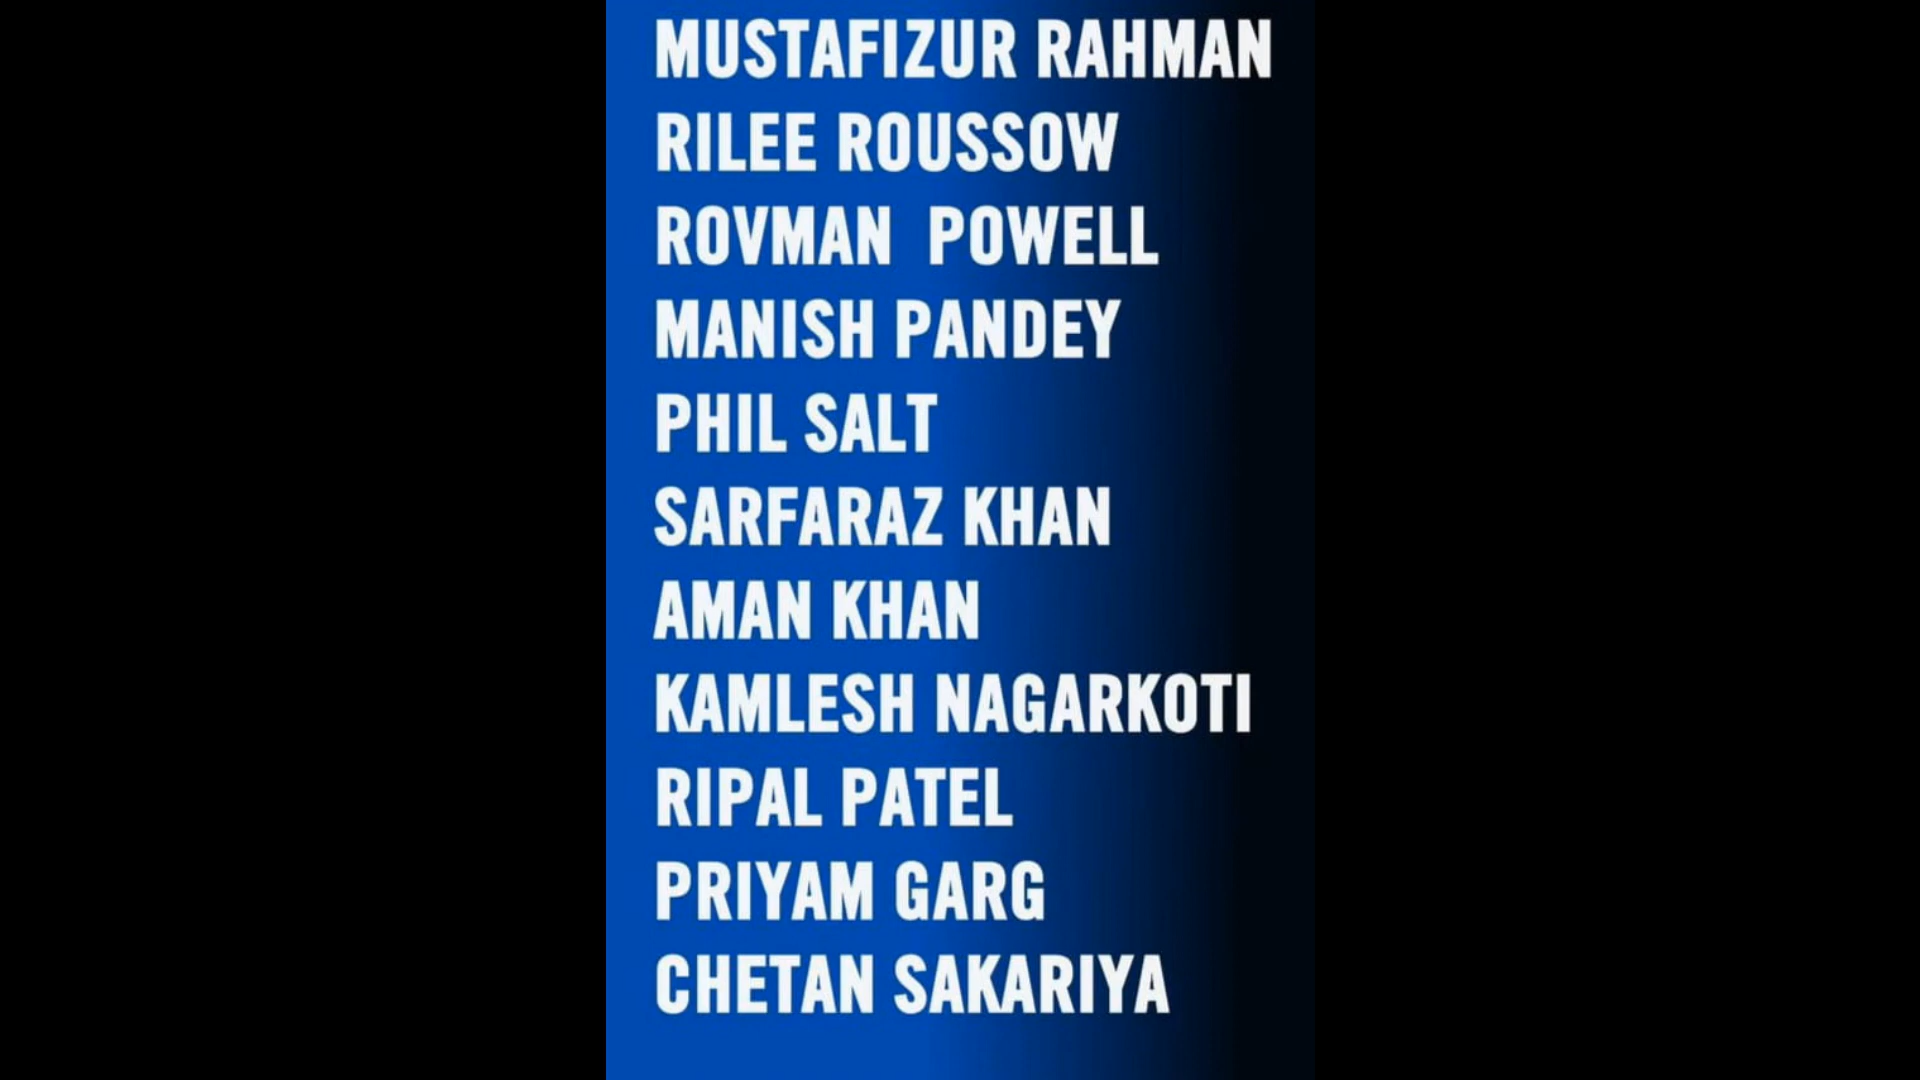 MUSTAFIZUR RAHMAN
RILEE ROUSSOW
ROVMAN  POWELL
MANISH PANDEY
PHIL SALT
SARFARAZ KHAN
AMAN KHAN
KAMLESH NAGARKOTI
RIPAL PATEL
PRIYAM GARG
CHETAN SAKARIYA